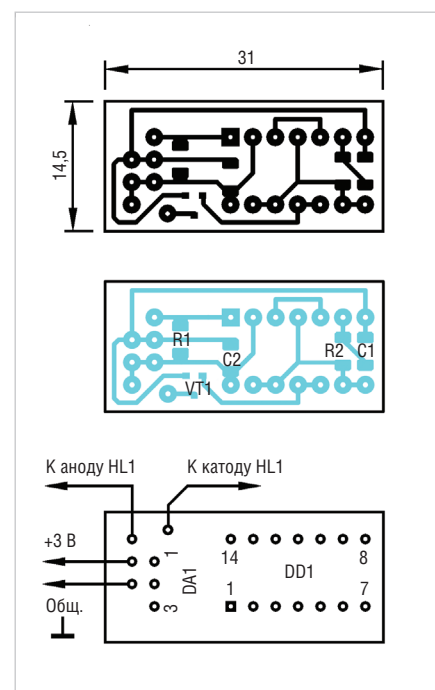 31
14,5
R1
C2
R2
C1
VT1
К аноду HL1
К катоду HL1
+3 В
Общ.
1
DA1
3
14
8
DD1
1
7